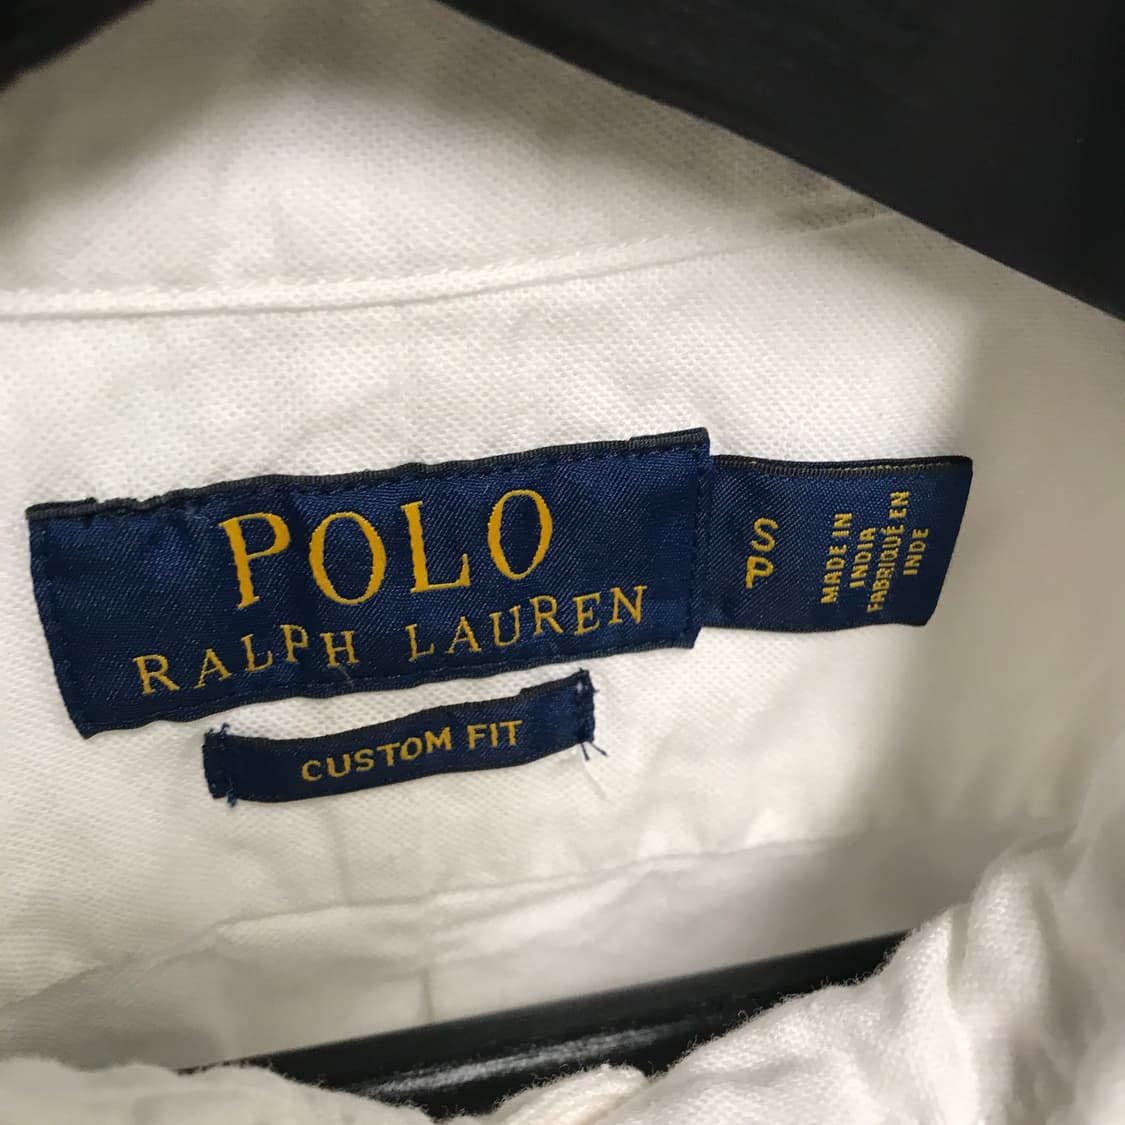 POLO
RALPH LAUREN
CUSTOM FIT
S
P
MADE IN
INDIA
FABRIQUÉ EN
INDE